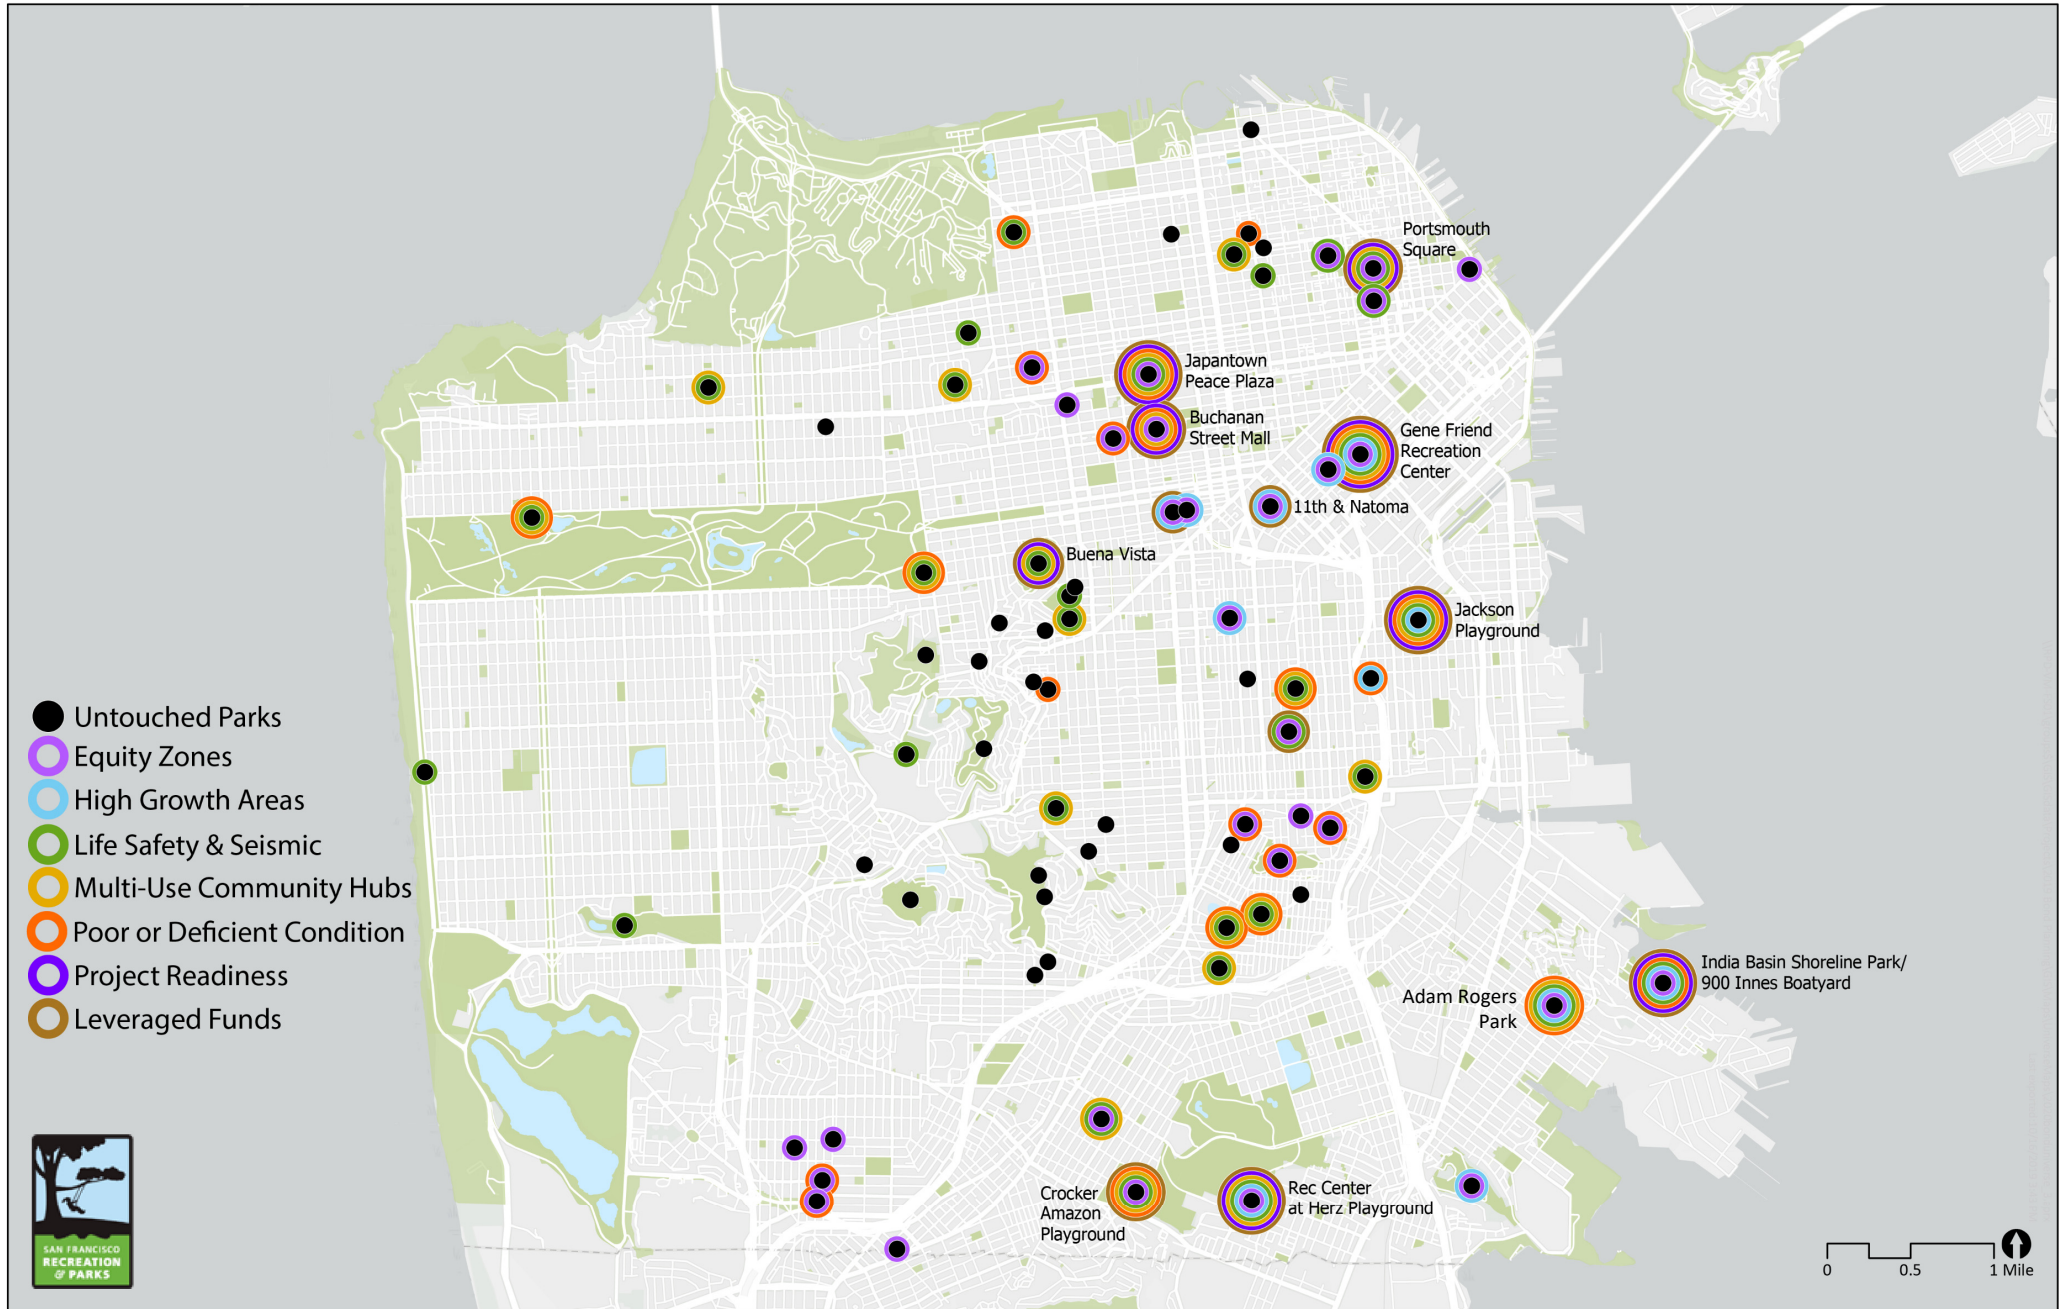 Portsmouth
Square
Japantown
Peace Plaza
Buchanan
Street Mall
Gene Friend
Recreation
Center
11th & Natoma
Buena Vista
Jackson
Playground
Untouched Parks
Equity Zones
High Growth Areas
Life Safety & Seismic
Multi-Use Community Hubs
Poor or Deficient Condition
Project Readiness
Leveraged Funds
India Basin Shoreline Park/
900 Innes Boatyard
Adam Rogers
Park
Crocker
Amazon
Playground
Rec Center
at Herz Playground
SAN FRANCISCO
RECREATION
& PARKS
0 0.5 1 Mile